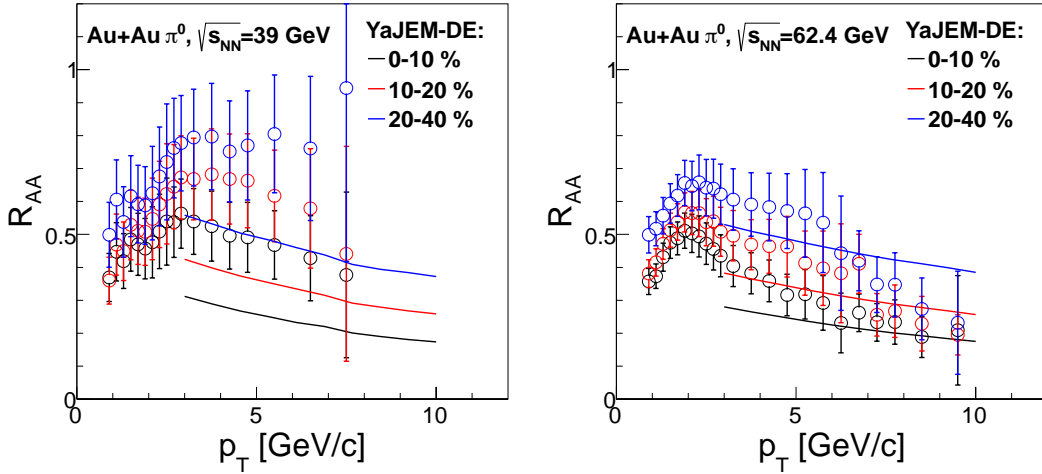 Au+Au π⁰, √s_NN=39 GeV
YaJEM-DE:
0-10 %
10-20 %
20-40 %
R_AA
1
0.5
0
0
5
10
p_T [GeV/c]
Au+Au π⁰, √s_NN=62.4 GeV
YaJEM-DE:
0-10 %
10-20 %
20-40 %
R_AA
1
0.5
0
0
5
10
p_T [GeV/c]